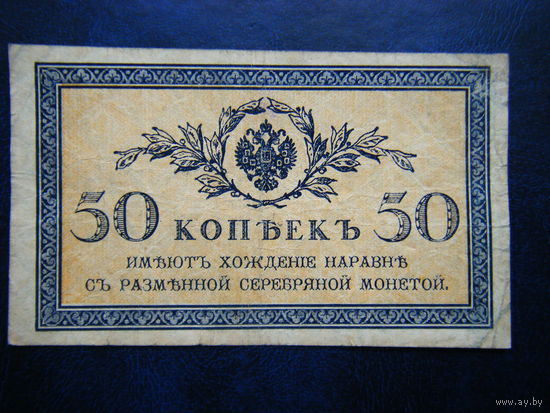 50 КОПѢЕКЪ 50
ИМѢЮТЪ ХОЖДЕНІЕ НАРАВНѢ
СЪ РАЗМѢННОЙ СЕРЕБРЯНОЙ МОНЕТОЙ.
www.ay.by